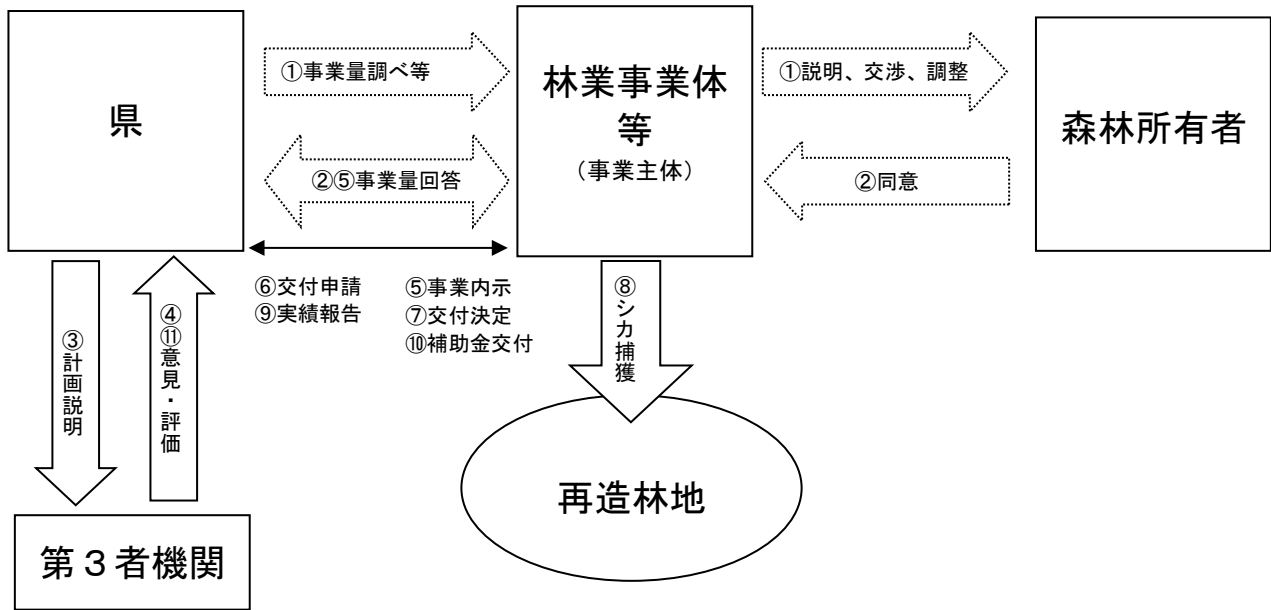 県
①事業量調べ等
②⑤事業量回答
林業事業体
等
（事業主体）
①説明、交渉、調整
②同意
森林所有者
⑥交付申請
⑨実績報告
⑤事業内示
⑦交付決定
⑩補助金交付
③計画説明
④⑪意見・評価
⑧シカ捕獲
再造林地
第３者機関